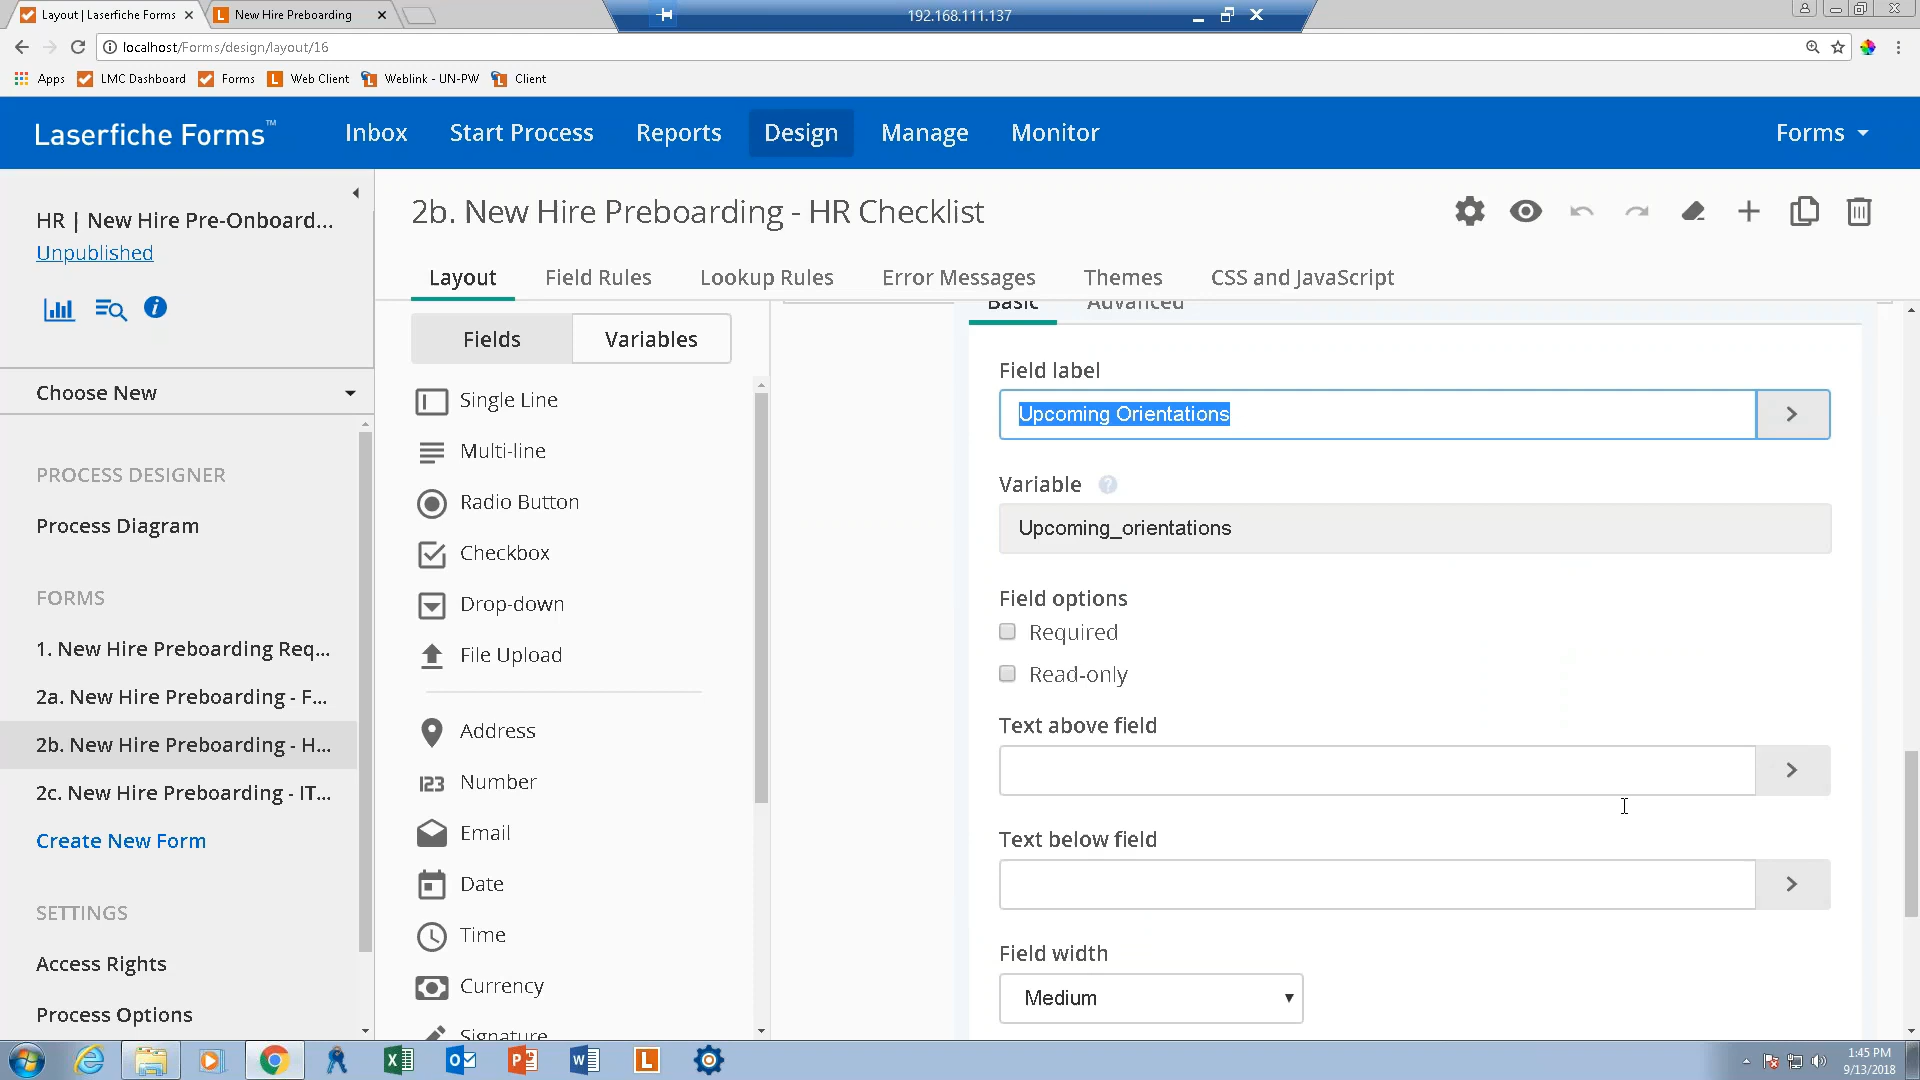 Layout | Laserfiche Forms
New Hire Preboarding
192.168.111.137
localhost/Forms/design/layout/16
Apps
LMC Dashboard
Forms
Web Client
Weblink - UN-PW
Client
Laserfiche Forms™
Inbox
Start Process
Reports
Design
Manage
Monitor
Forms
HR | New Hire Pre-Onboard...
Unpublished
Choose New
PROCESS DESIGNER
Process Diagram
FORMS
1. New Hire Preboarding Req...
2a. New Hire Preboarding - F...
2b. New Hire Preboarding - H...
2c. New Hire Preboarding - IT...
Create New Form
SETTINGS
Access Rights
Process Options
2b. New Hire Preboarding - HR Checklist
Layout
Field Rules
Lookup Rules
Error Messages
Themes
CSS and JavaScript
Fields
Variables
Single Line
Multi-line
Radio Button
Checkbox
Drop-down
File Upload
Address
123
Number
Email
Date
Time
Currency
Signature
Basic
Advanced
Field label
Upcoming Orientations
Variable
?
Upcoming_orientations
Field options
Required
Read-only
Text above field
Text below field
Field width
Medium
1:45 PM
9/13/2018